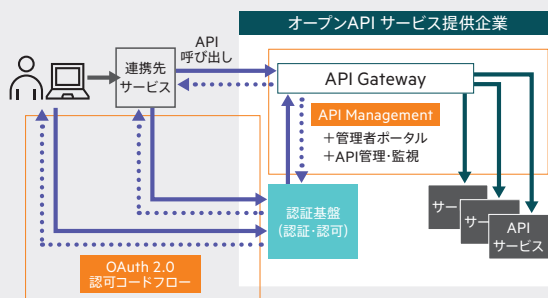 オープンAPI サービス提供企業
API
呼び出し
連携先
サービス
API Gateway
API Management
＋管理者ポータル
＋API管理・監視
認証基盤
(認証・認可)
サー
サー
API
サービス
OAuth 2.0
認可コードフロー